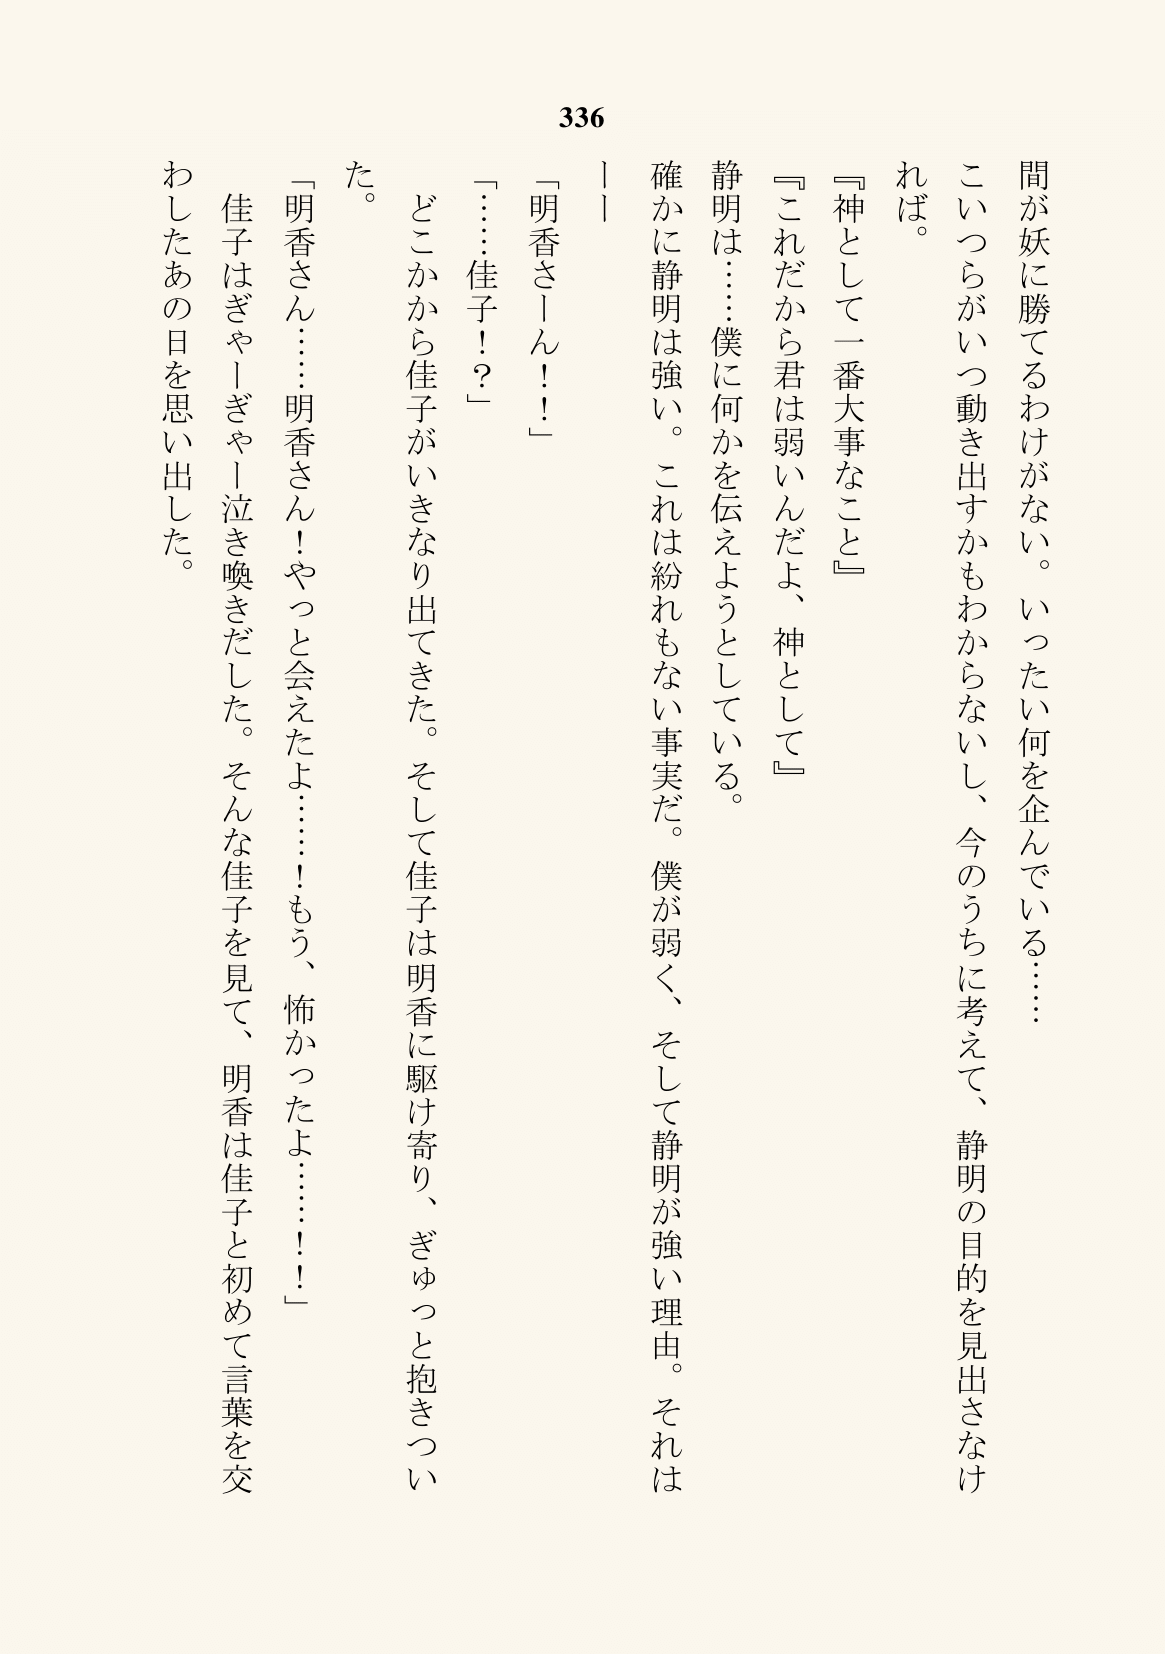 336
間が妖に勝てるわけがない。いったい何を企んでいる……
こいつらがいつ動き出すかもわからないし、今のうちに考えて、静明の目的を見出さなけ
れば。
『神として一番大事なこと』
『これだから君は弱いんだよ、神として』
静明は……僕に何かを伝えようとしている。
確かに静明は強い。これは紛れもない事実だ。僕が弱く、そして静明が強い理由。それは
ーー
「明香さーん！！」
「……佳子！？」
　どこかから佳子がいきなり出てきた。そして佳子は明香に駆け寄り、ぎゅっと抱きつい
た。
「明香さん……明香さん！やっと会えたよ……！もう、怖かったよ……！！」
　佳子はぎゃーぎゃー泣き喚きだした。そんな佳子を見て、明香は佳子と初めて言葉を交
わしたあの日を思い出した。